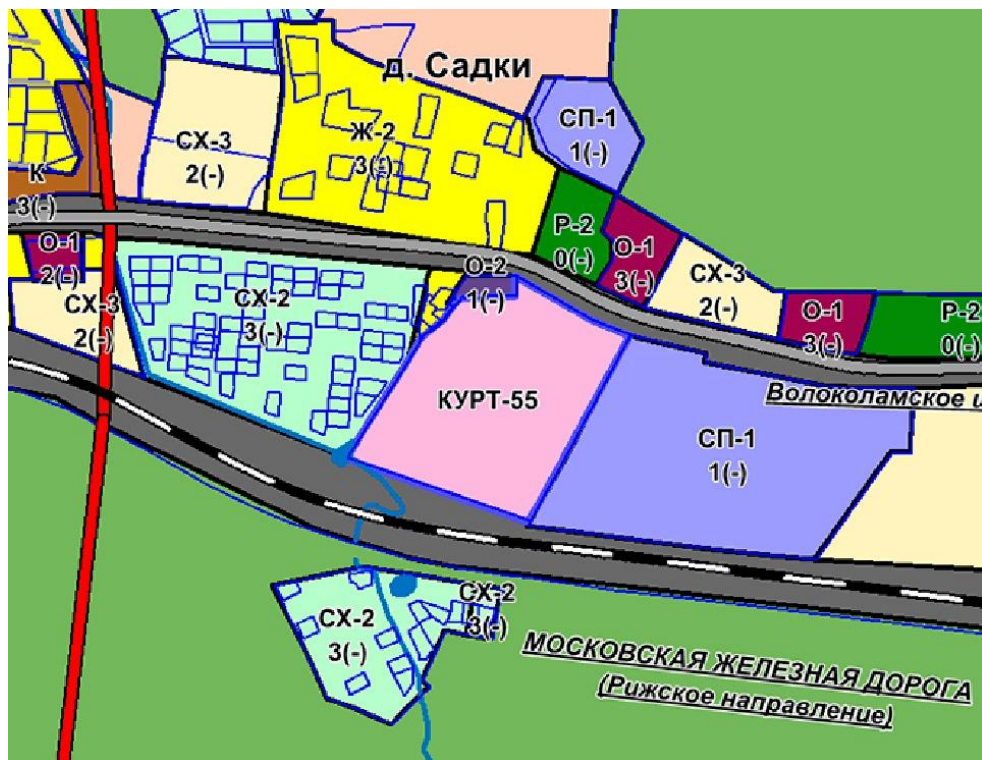 д. Садки
СП-1
1(-)
Ж-2
3(-)
СХ-3
2(-)
К
3(-)
Р-2
0(-)
О-1
3(-)
О-1
2(-)
О-2
1(-)
СХ-3
2(-)
СХ-2
3(-)
СХ-3
2(-)
О-1
3(-)
Р-2
0(-)
КУРТ-55
Волоколамское
СП-1
1(-)
СХ-2
3(-)
СХ-2
3(-)
МОСКОВСКАЯ ЖЕЛЕЗНАЯ ДОРОГА
(Рижское направление)